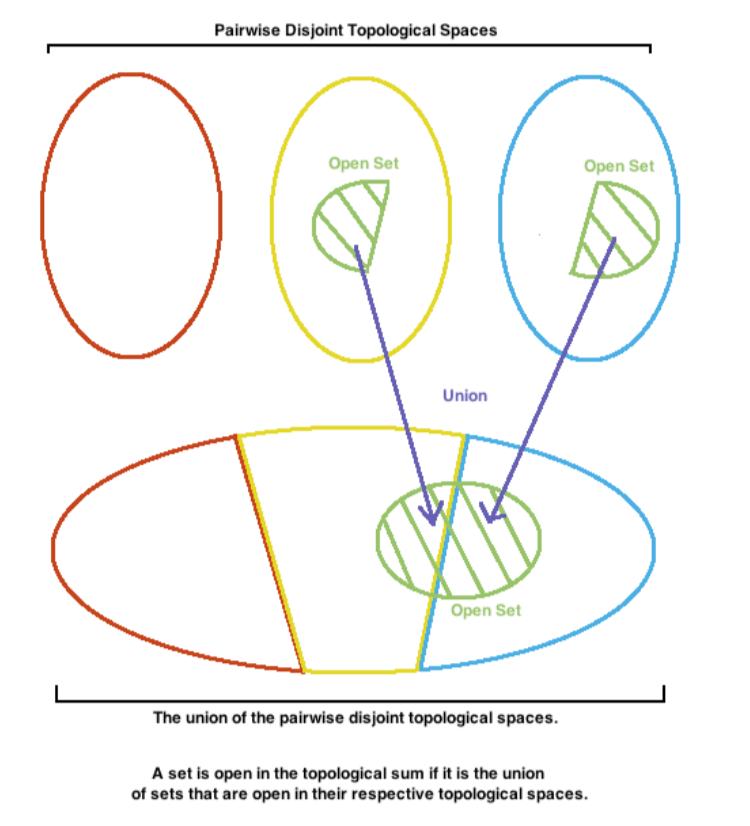 Pairwise Disjoint Topological Spaces
Open Set
Open Set
Union
Open Set
The union of the pairwise disjoint topological spaces.
A set is open in the topological sum if it is the union
of sets that are open in their respective topological spaces.